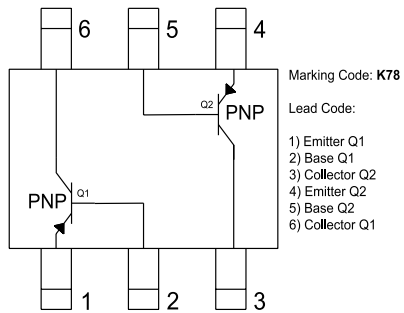 6 5 4
Marking Code: K78
Q2 PNP
Lead Code:
1) Emitter Q1
2) Base Q1
3) Collector Q2
4) Emitter Q2
5) Base Q2
6) Collector Q1
PNP Q1
1 2 3